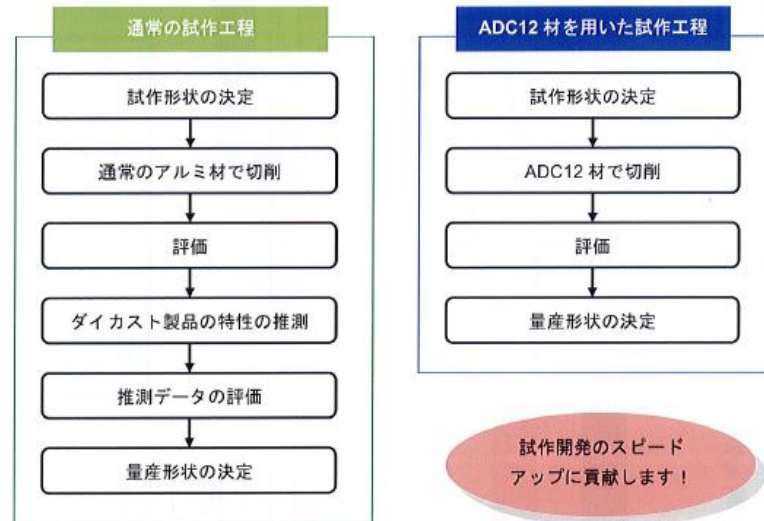 通常の試作工程
試作形状の決定
通常のアルミ材で切削
評価
ダイカスト製品の特性の推測
推測データの評価
量産形状の決定
ADC12 材を用いた試作工程
試作形状の決定
ADC12 材で切削
評価
量産形状の決定
試作開発のスピード
アップに貢献します！